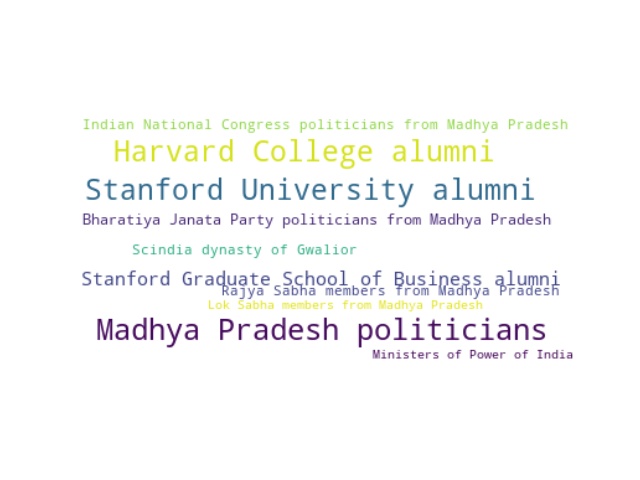 Indian National Congress politicians from Madhya Pradesh
Harvard College alumni
Stanford University alumni
Bharatiya Janata Party politicians from Madhya Pradesh
Scindia dynasty of Gwalior
Stanford Graduate School of Business alumni
Rajya Sabha members from Madhya Pradesh
Lok Sabha members from Madhya Pradesh
Madhya Pradesh politicians
Ministers of Power of India